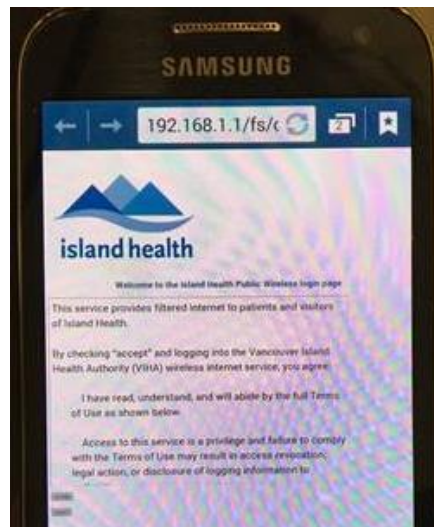 SAMSUNG
192.168.1.1/fs/c
2
island health
Welcome to the Island Health Public Wireless login page
This service provides filtered internet to patients and visitors
of Island Health.
By checking "accept" and logging into the Vancouver Island
Health Authority (VIHA) wireless internet service, you agree:
I have read, understand, and will abide by the full Terms
of Use as shown below.
Access to this service is a privilege and failure to comply
with the Terms of Use may result in access revocation,
legal action, or disclosure of logging information to